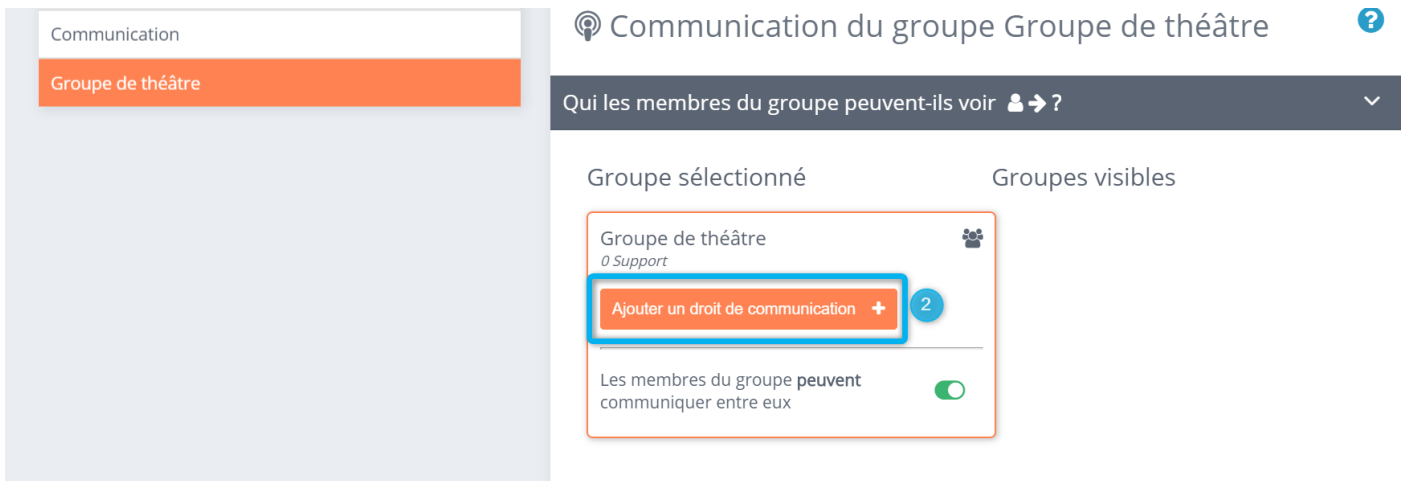 Communication
Groupe de théâtre
Communication du groupe Groupe de théâtre
?
Qui les membres du groupe peuvent-ils voir ?
Groupe sélectionné
Groupes visibles
Groupe de théâtre
0 Support
Ajouter un droit de communication +
2
Les membres du groupe peuvent
communiquer entre eux